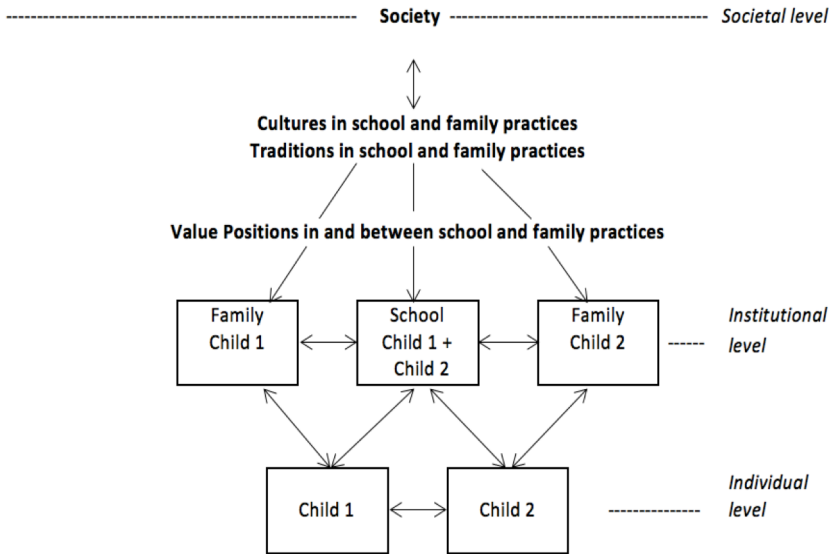 Society
Societal level
Cultures in school and family practices
Traditions in school and family practices
Value Positions in and between school and family practices
Family
Child 1
School
Child 1 +
Child 2
Family
Child 2
Institutional
level
Child 1
Child 2
Individual
level